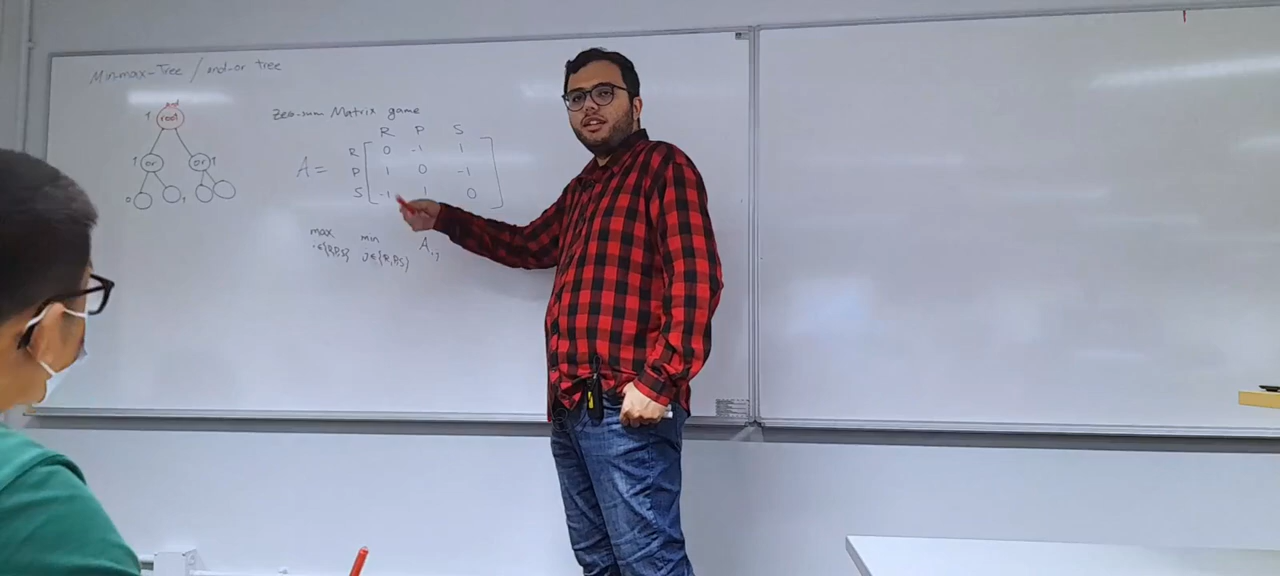 Min-max-Tree / and-or tree
1 root
1 or or 1
0 1
Zero-sum Matrix game
R P S
R 0 -1 1
A = P 1 0 -1
S -1 1 0
max min A
i∈{R,P,S} j∈{R,P,S} i,j